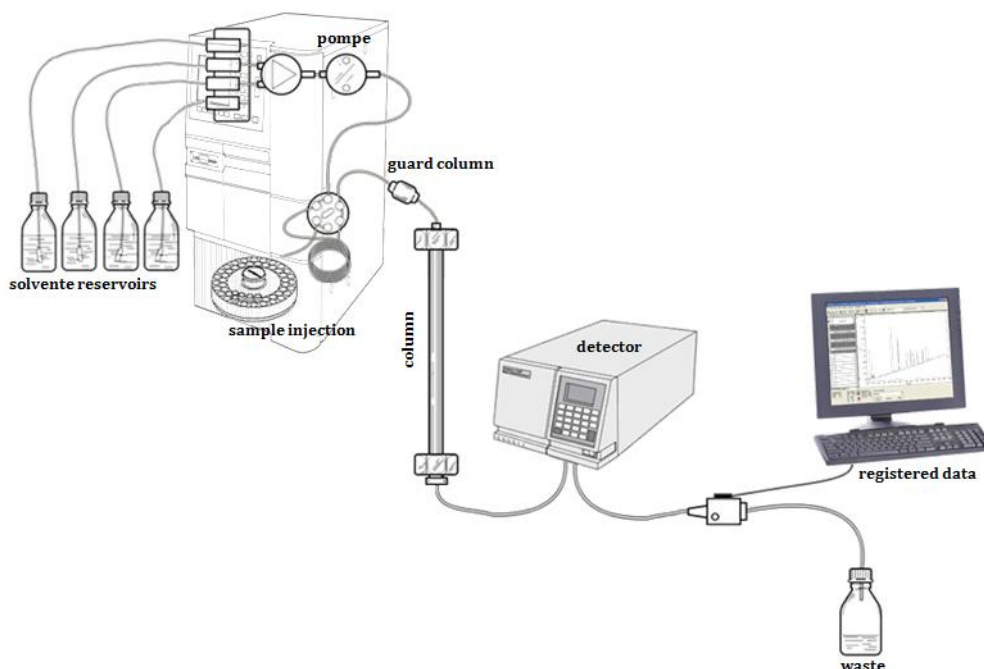 pompe
guard column
solvente reservoirs
sample injection
column
detector
registered data
waste